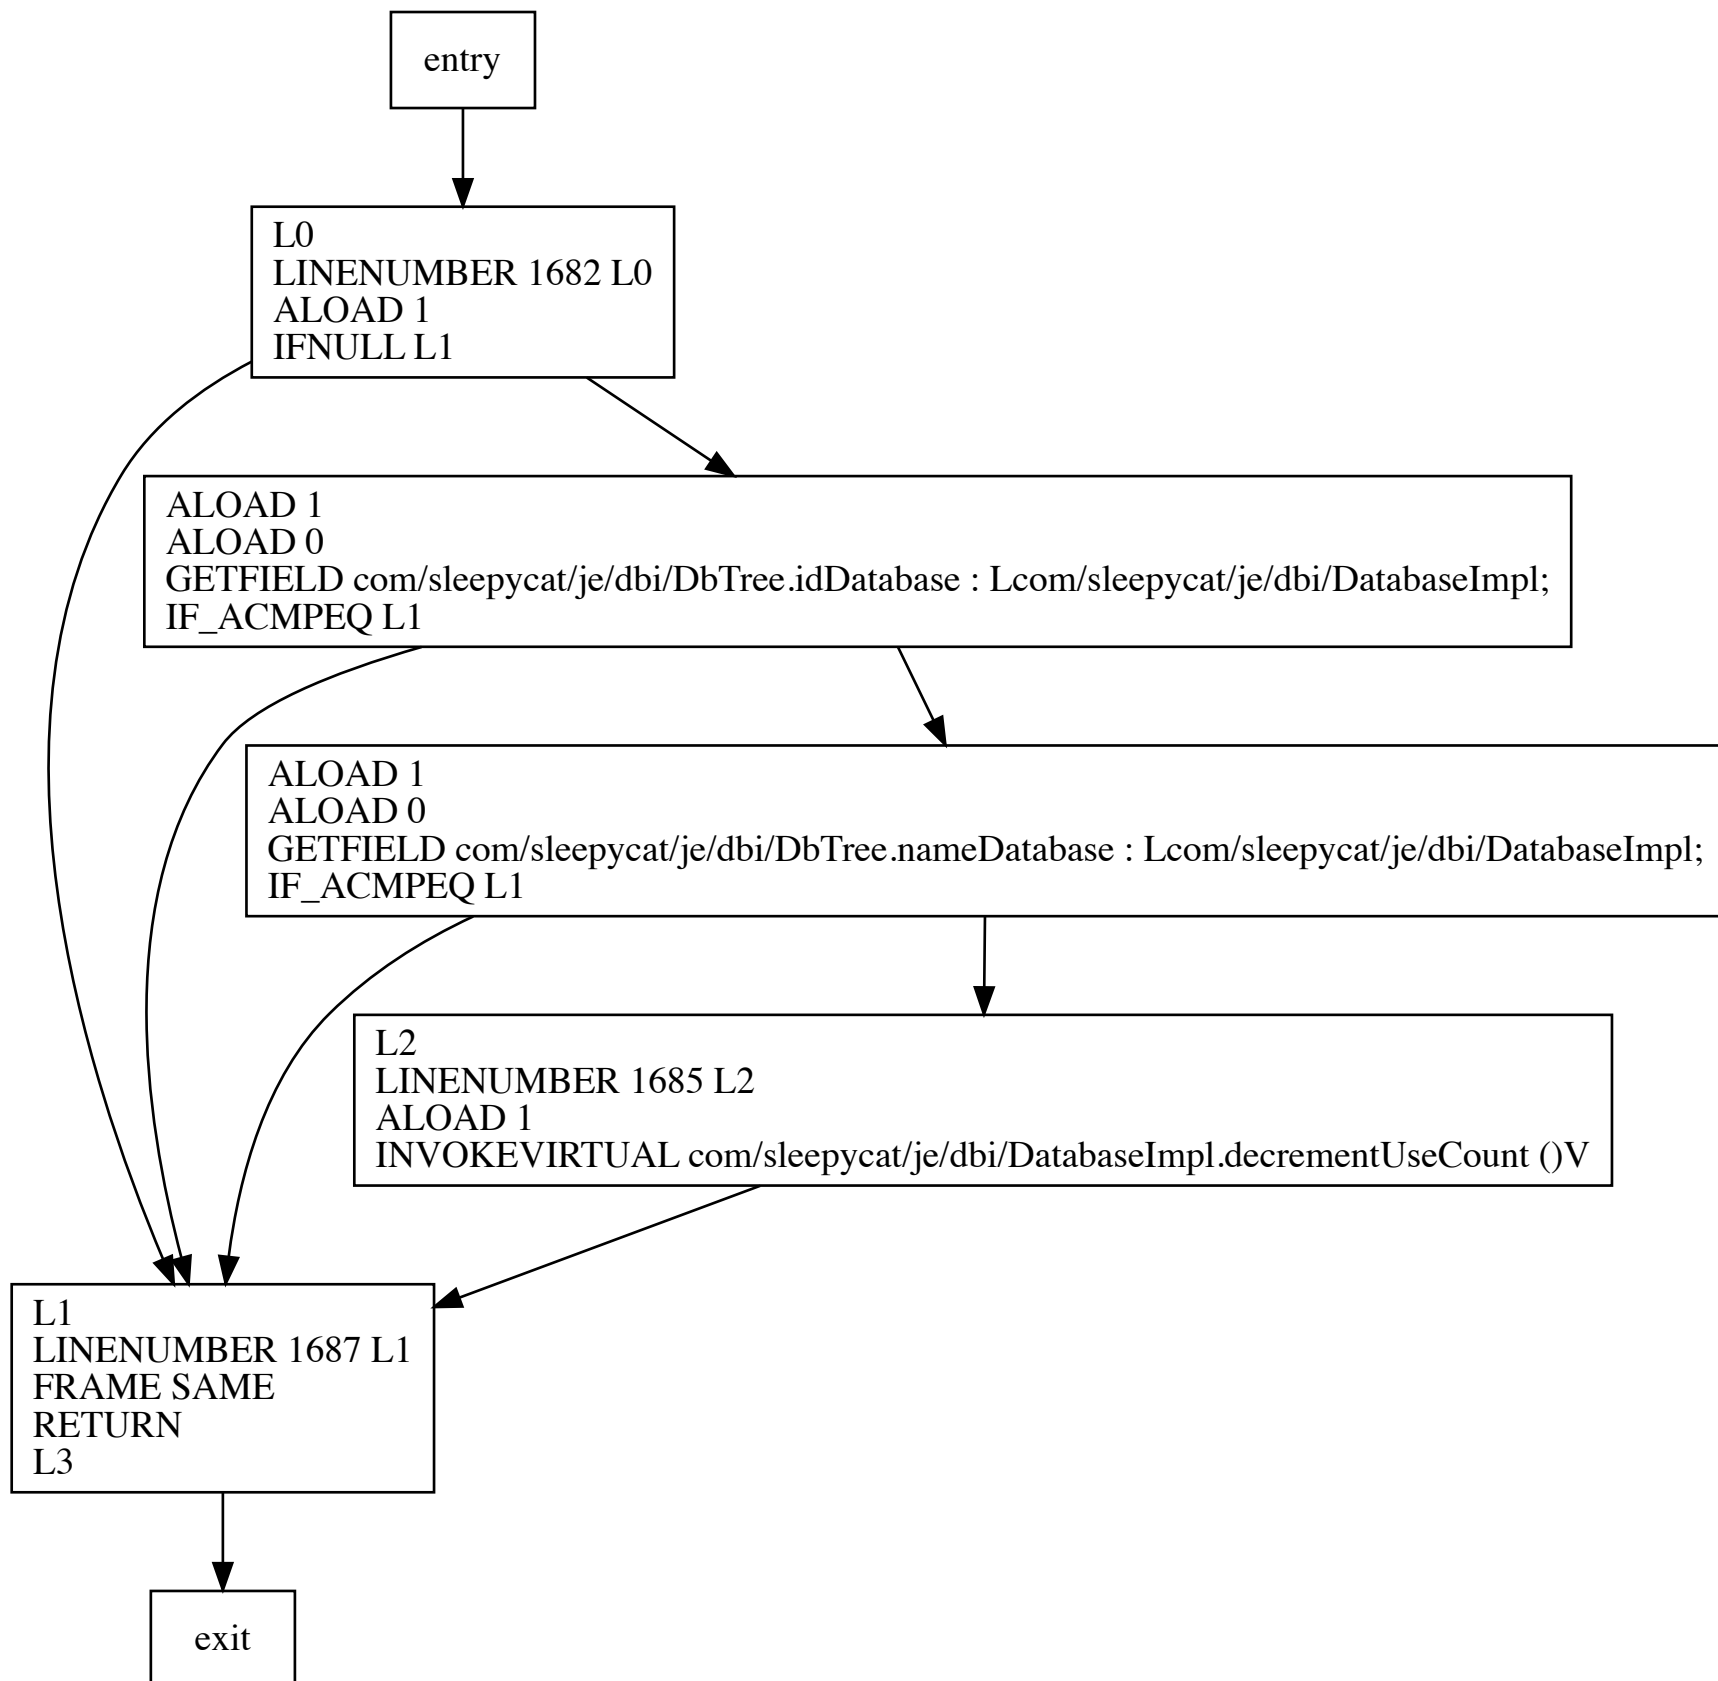 entry
L0
LINENUMBER 1682 L0
ALOAD 1
IFNULL L1
ALOAD 1
ALOAD 0
GETFIELD com/sleepycat/je/dbi/DbTree.idDatabase : Lcom/sleepycat/je/dbi/DatabaseImpl;
IF_ACMPEQ L1
ALOAD 1
ALOAD 0
GETFIELD com/sleepycat/je/dbi/DbTree.nameDatabase : Lcom/sleepycat/je/dbi/DatabaseImpl;
IF_ACMPEQ L1
L2
LINENUMBER 1685 L2
ALOAD 1
INVOKEVIRTUAL com/sleepycat/je/dbi/DatabaseImpl.decrementUseCount ()V
L1
LINENUMBER 1687 L1
FRAME SAME
RETURN
L3
exit